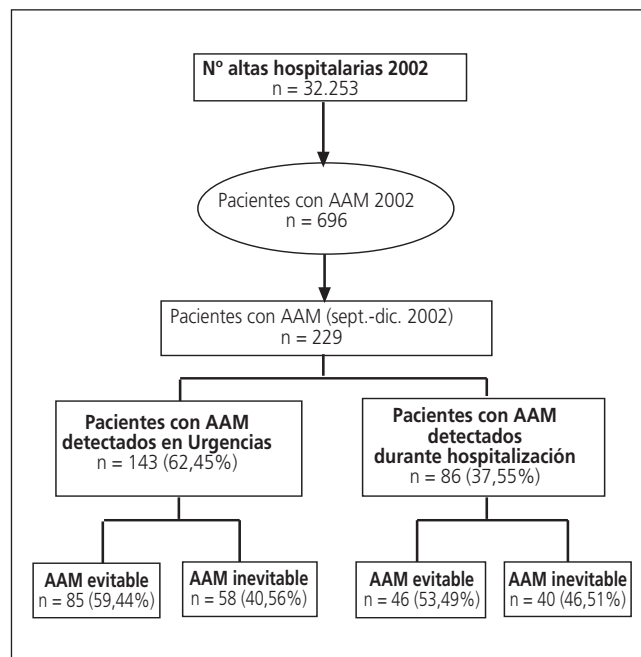 Nº altas hospitalarias 2002
n = 32.253
Pacientes con AAM 2002
n = 696
Pacientes con AAM (sept.-dic. 2002)
n = 229
Pacientes con AAM
detectados en Urgencias
n = 143 (62,45%)
Pacientes con AAM
detectados
durante hospitalización
n = 86 (37,55%)
AAM evitable
n = 85 (59,44%)
AAM inevitable
n = 58 (40,56%)
AAM evitable
n = 46 (53,49%)
AAM inevitable
n = 40 (46,51%)